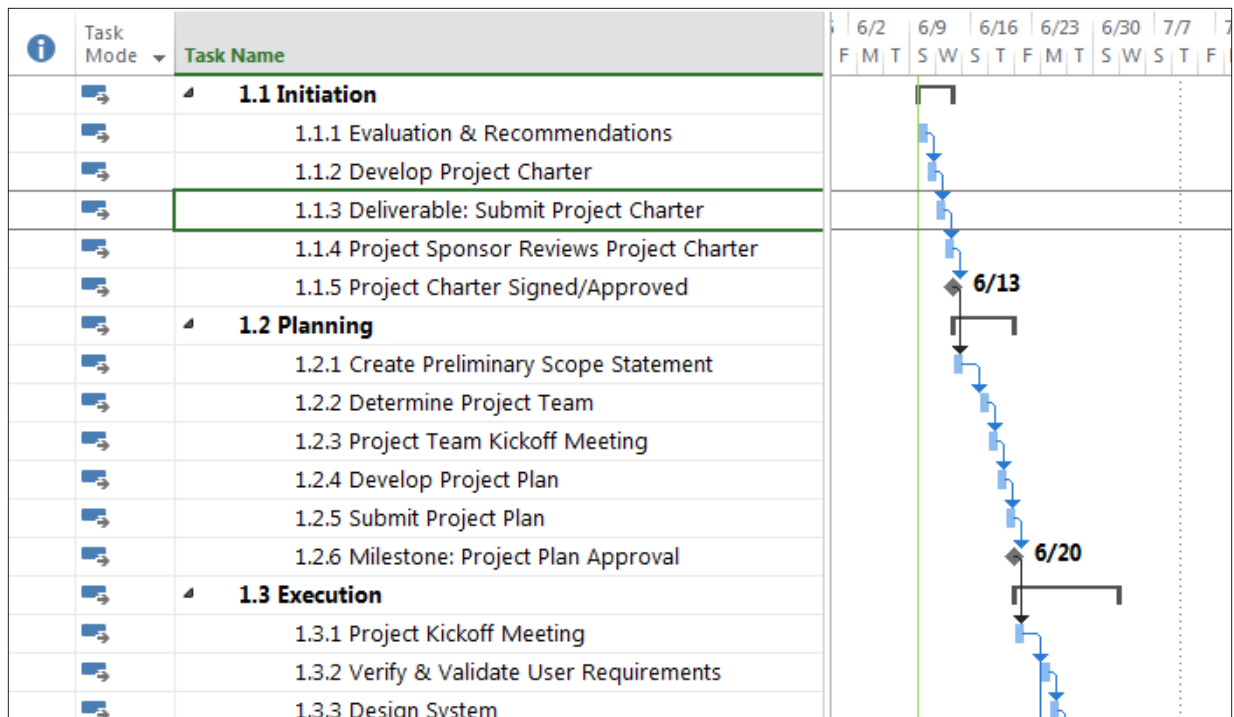 6/2 6/9 6/16 6/23 6/30 7/7
Task
Mode Task Name
F M T S W S T F M T S W S T F
1.1 Initiation
1.1.1 Evaluation & Recommendations
1.1.2 Develop Project Charter
1.1.3 Deliverable: Submit Project Charter
1.1.4 Project Sponsor Reviews Project Charter
1.1.5 Project Charter Signed/Approved 6/13
1.2 Planning
1.2.1 Create Preliminary Scope Statement
1.2.2 Determine Project Team
1.2.3 Project Team Kickoff Meeting
1.2.4 Develop Project Plan
1.2.5 Submit Project Plan
1.2.6 Milestone: Project Plan Approval 6/20
1.3 Execution
1.3.1 Project Kickoff Meeting
1.3.2 Verify & Validate User Requirements
1.3.3 Design System